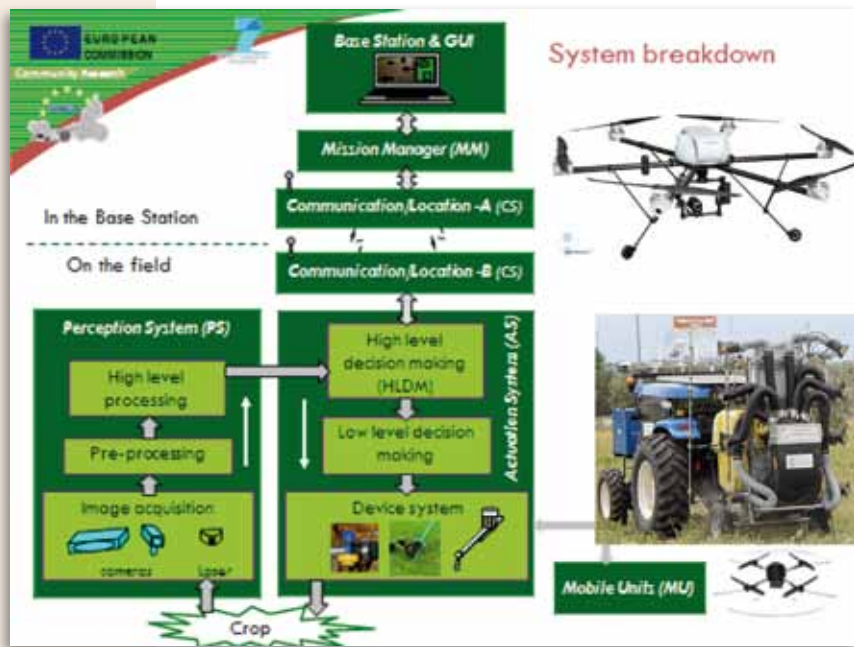 EUROPEAN
COMMISSION
Community Research
System breakdown
Base Station & GUI
Mission Manager (MM)
Communication/Location -A (CS)
In the Base Station
On the field
Communication/Location -B (CS)
Perception System (PS)
High level
processing
Pre-processing
Image acquisition
cameras
Laser
Actuation System (AS)
High level
decision making
(HLDM)
Low level decision
making
Device system
Mobile Units (MU)
Crop